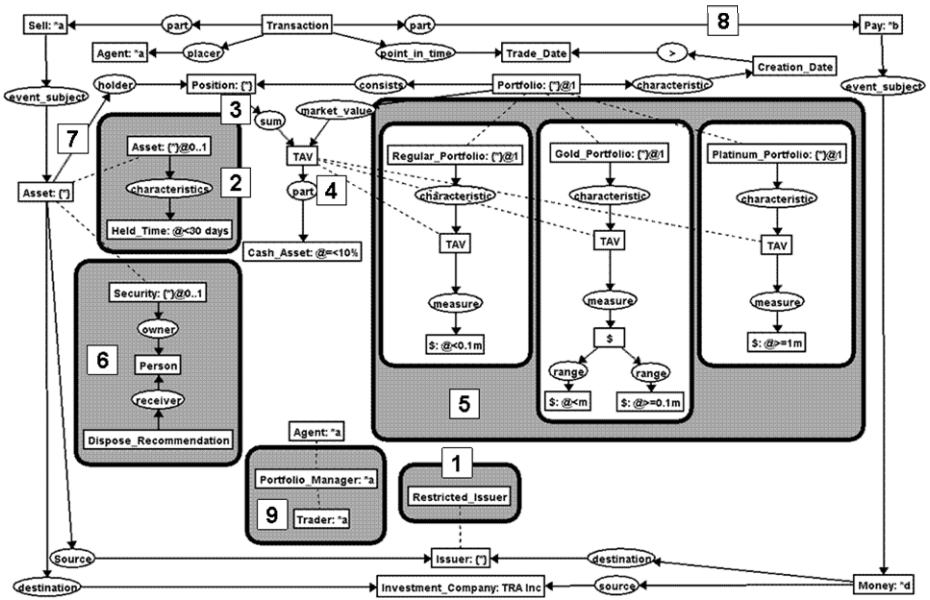 Sell: *a
part
Transaction
part
8
Pay: *b
Agent: *a
placer
point_in_time
Trade_Date
>
Creation_Date
event_subject
holder
Position: {*}
consists
Portfolio: {*}@1
characteristic
event_subject
3
sum
market_value
7
Asset: {*}@0..1
TAV
Regular_Portfolio: {*}@1
Gold_Portfolio: {*}@1
Platinum_Portfolio: {*}@1
Asset: {*}
characteristics
2
part
4
characteristic
characteristic
characteristic
Held_Time: @<30 days
Cash_Asset: @=<10%
TAV
TAV
TAV
Security: {*}@0..1
measure
measure
measure
owner
$: @<0.1m
$
$: @>=1m
6
Person
range
range
receiver
5
$: @<m
$: @>=0.1m
Dispose_Recommendation
Agent: *a
1
Portfolio_Manager: *a
Restricted_Issuer
9
Trader: *a
Source
Issuer: {*}
destination
destination
Investment_Company: TRA Inc
source
Money: *d